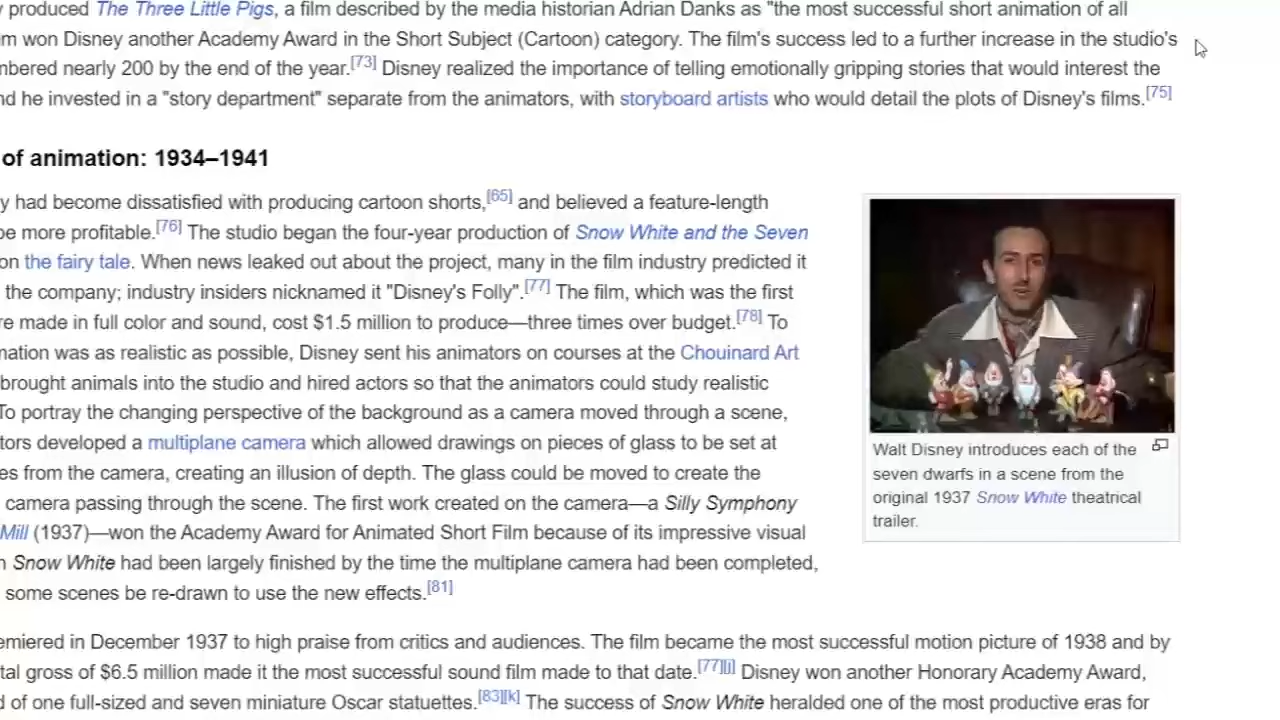 produced The Three Little Pigs, a film described by the media historian Adrian Danks as "the most successful short animation of all
won Disney another Academy Award in the Short Subject (Cartoon) category. The film's success led to a further increase in the studio's
nearly 200 by the end of the year.[73] Disney realized the importance of telling emotionally gripping stories that would interest the
he invested in a "story department" separate from the animators, with storyboard artists who would detail the plots of Disney's films.[75]
of animation: 1934–1941
y had become dissatisfied with producing cartoon shorts,[65] and believed a feature-length
be more profitable.[76] The studio began the four-year production of Snow White and the Seven
on the fairy tale. When news leaked out about the project, many in the film industry predicted it
the company; industry insiders nicknamed it "Disney's Folly".[77] The film, which was the first
re made in full color and sound, cost $1.5 million to produce—three times over budget.[78] To
mation was as realistic as possible, Disney sent his animators on courses at the Chouinard Art
brought animals into the studio and hired actors so that the animators could study realistic
To portray the changing perspective of the background as a camera moved through a scene,
tors developed a multiplane camera which allowed drawings on pieces of glass to be set at
es from the camera, creating an illusion of depth. The glass could be moved to create the
camera passing through the scene. The first work created on the camera—a Silly Symphony
Mill (1937)—won the Academy Award for Animated Short Film because of its impressive visual
n Snow White had been largely finished by the time the multiplane camera had been completed,
some scenes be re-drawn to use the new effects.[81]
Walt Disney introduces each of the
seven dwarfs in a scene from the
original 1937 Snow White theatrical
trailer.
emiered in December 1937 to high praise from critics and audiences. The film became the most successful motion picture of 1938 and by
tal gross of $6.5 million made it the most successful sound film made to that date.[77][j] Disney won another Honorary Academy Award,
d of one full-sized and seven miniature Oscar statuettes.[83][k] The success of Snow White heralded one of the most productive eras for